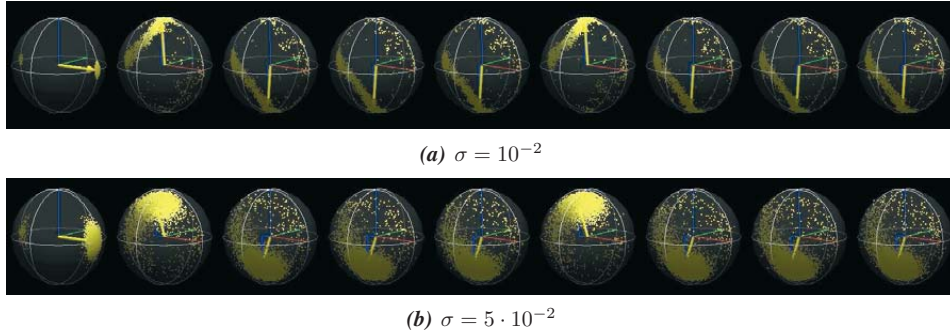 (a) σ = 10⁻²
(b) σ = 5 · 10⁻²